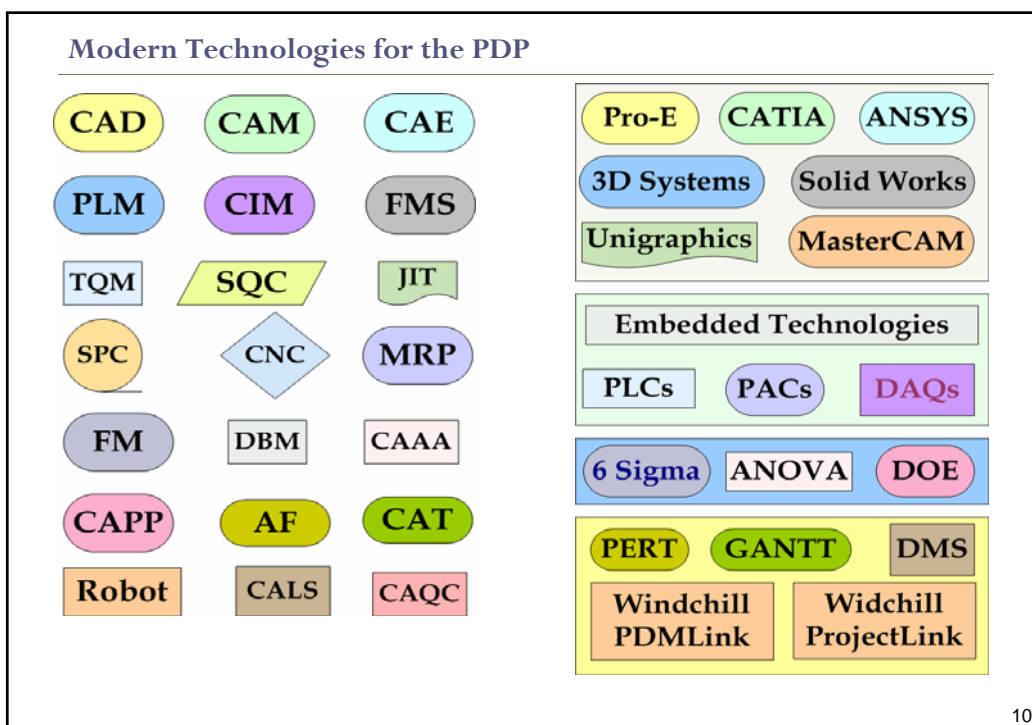 Modern Technologies for the PDP
CAD CAM CAE
PLM CIM FMS
TQM SQC JIT
SPC CNC MRP
FM DBM CAAA
CAPP AF CAT
Robot CALS CAQC
Pro-E CATIA ANSYS
3D Systems Solid Works
Unigraphics MasterCAM
Embedded Technologies
PLCs PACs DAQs
6 Sigma ANOVA DOE
PERT GANTT DMS
Windchill
PDMLink
Widchill
ProjectLink
10